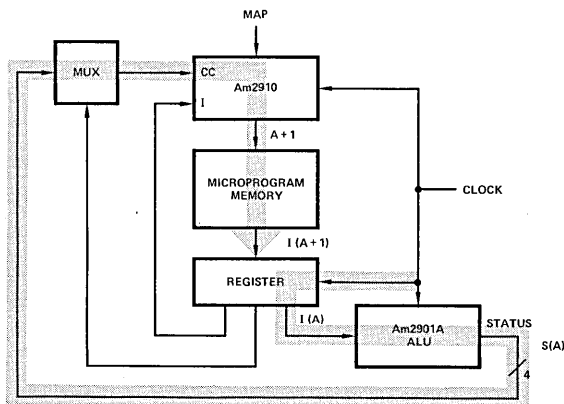 MAP
MUX
CC
Am2910
I
A + 1
MICROPROGRAM
MEMORY
CLOCK
I (A + 1)
REGISTER
I (A)
Am2901A
ALU
STATUS
S(A)
4